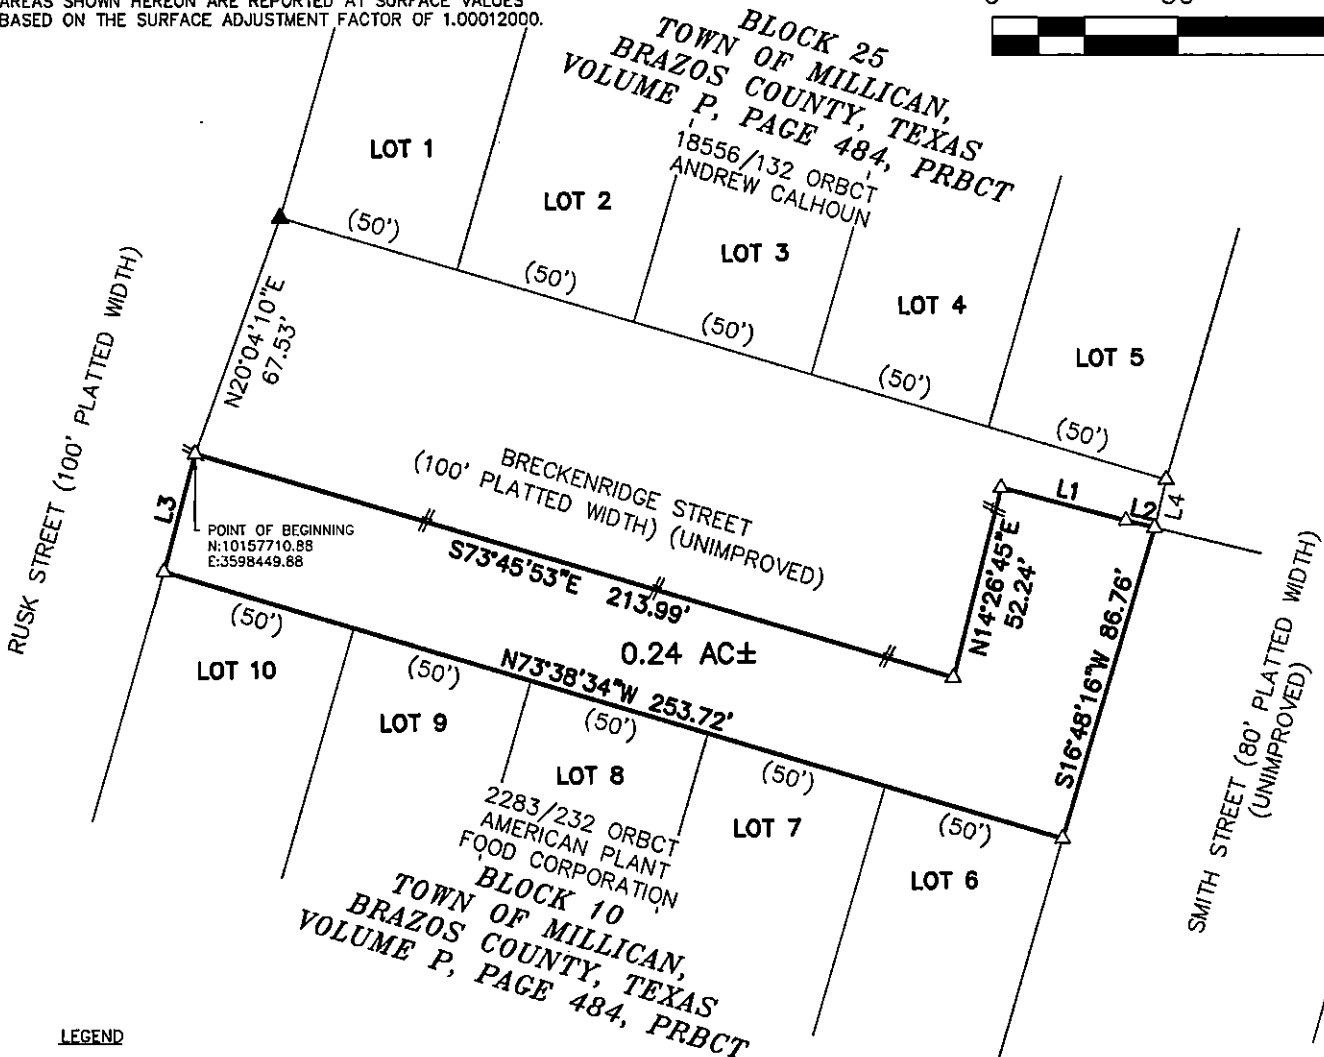 AREAS SHOWN HEREON ARE REPORTED AT SURFACE VALUES
BASED ON THE SURFACE ADJUSTMENT FACTOR OF 1.00012000.
BLOCK 25
TOWN OF MILLICAN,
BRAZOS COUNTY, TEXAS
VOLUME P, PAGE 484, PRBCT
18556/132 ORBCT
ANDREW CALHOUN
LOT 1
LOT 2
LOT 3
LOT 4
LOT 5
(50')
(50')
(50')
(50')
(50')
N20°04'10"E
67.53'
RUSK STREET (100' PLATTED WIDTH)
BRECKENRIDGE STREET
(100' PLATTED WIDTH) (UNIMPROVED)
L1
L2
L4
L3
POINT OF BEGINNING
N:10157710.88
E:3598449.88
S73°45'53"E 213.99'
N14°26'45"E
52.24'
S16°48'16"W 86.76'
0.24 AC±
N73°38'34"W 253.72'
SMITH STREET (80' PLATTED WIDTH)
(UNIMPROVED)
(50')
(50')
(50')
(50')
(50')
LOT 10
LOT 9
LOT 8
LOT 7
LOT 6
2283/232 ORBCT
AMERICAN PLANT
FOOD CORPORATION
BLOCK 10
TOWN OF MILLICAN,
BRAZOS COUNTY, TEXAS
VOLUME P, PAGE 484, PRBCT
LEGEND